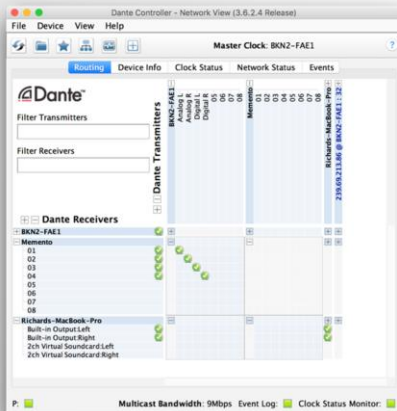 Dante Controller - Network View (3.6.2.4 Release)
File Device View Help
Master Clock: BKN2-FAE1
?
Routing Device Info Clock Status Network Status Events
Dante™
Filter Transmitters
Filter Receivers
Dante Transmitters
BKN2-FAE1
Analog L
Analog R
Digital L
Digital R
05
06
07
08
Memento
01
02
03
04
05
06
07
08
Richards-MacBook-Pro
239.69.213.86 @ BKN2-FAE1 : 32
Dante Receivers
BKN2-FAE1
Memento
01
02
03
04
05
06
07
08
Richards-MacBook-Pro
Built-in Output:Left
Built-in Output:Right
2ch Virtual Soundcard:Left
2ch Virtual Soundcard:Right
P: Multicast Bandwidth: 9Mbps Event Log: Clock Status Monitor: